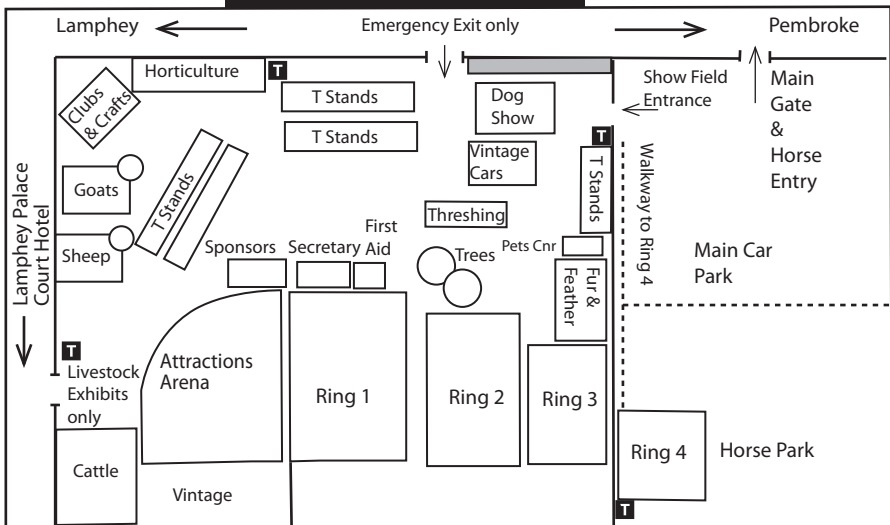 Lamphey
Emergency Exit only
Pembroke
Horticulture
T
Clubs
& Crafts
T Stands
T Stands
Dog
Show
Show Field
Entrance
Main
Gate
&
Horse
Entry
T
Vintage
Cars
T Stands
Walkway to Ring 4
Goats
T Stands
Lamphey Palace
Court Hotel
Threshing
Sponsors
Secretary
First
Aid
Trees
Pets Cnr
Main Car
Park
Sheep
Fur &
Feather
T
Livestock
Exhibits
only
Attractions
Arena
Ring 1
Ring 2
Ring 3
Ring 4
Horse Park
Cattle
Vintage
T